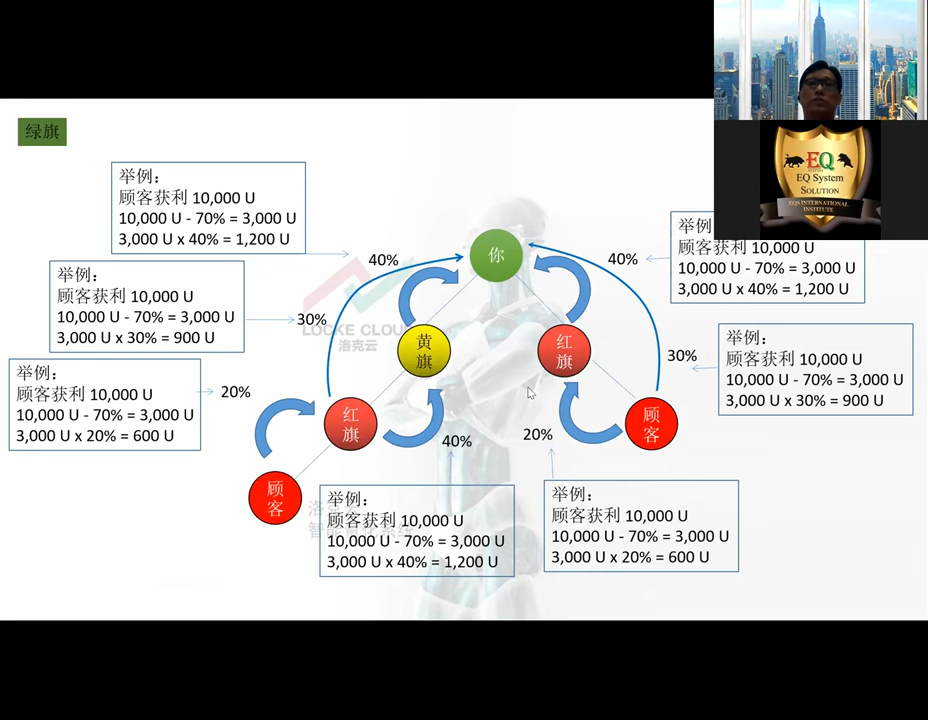 EQ
EQ System
SOLUTION
EQS INTERNATIONAL
INSTITUTE
绿旗
举例：
顾客获利 10,000 U
10,000 U - 70% = 3,000 U
3,000 U x 40% = 1,200 U
40%
你
40%
举例：
顾客获利 10,000 U
10,000 U - 70% = 3,000 U
3,000 U x 40% = 1,200 U
举例：
顾客获利 10,000 U
10,000 U - 70% = 3,000 U
3,000 U x 30% = 900 U
30%
LOCKE CLOU
洛克云
黄
旗
红
旗
30%
举例：
顾客获利 10,000 U
10,000 U - 70% = 3,000 U
3,000 U x 30% = 900 U
举例：
顾客获利 10,000 U
10,000 U - 70% = 3,000 U
3,000 U x 20% = 600 U
20%
红
旗
40%
20%
顾
客
顾
客
举例：
顾客获利 10,000 U
10,000 U - 70% = 3,000 U
3,000 U x 40% = 1,200 U
举例：
顾客获利 10,000 U
10,000 U - 70% = 3,000 U
3,000 U x 20% = 600 U